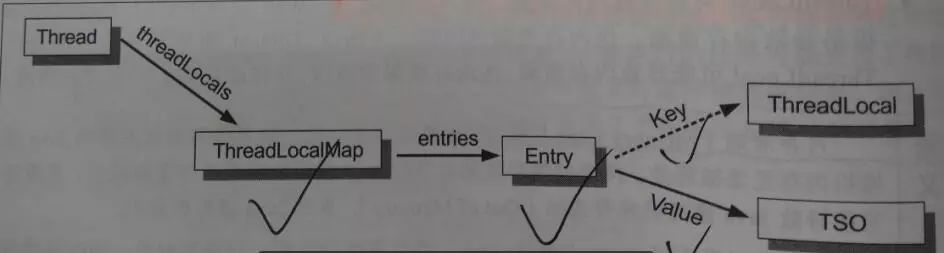 Thread
threadLocals
ThreadLocalMap
entries
Entry
Key
ThreadLocal
Value
TSO